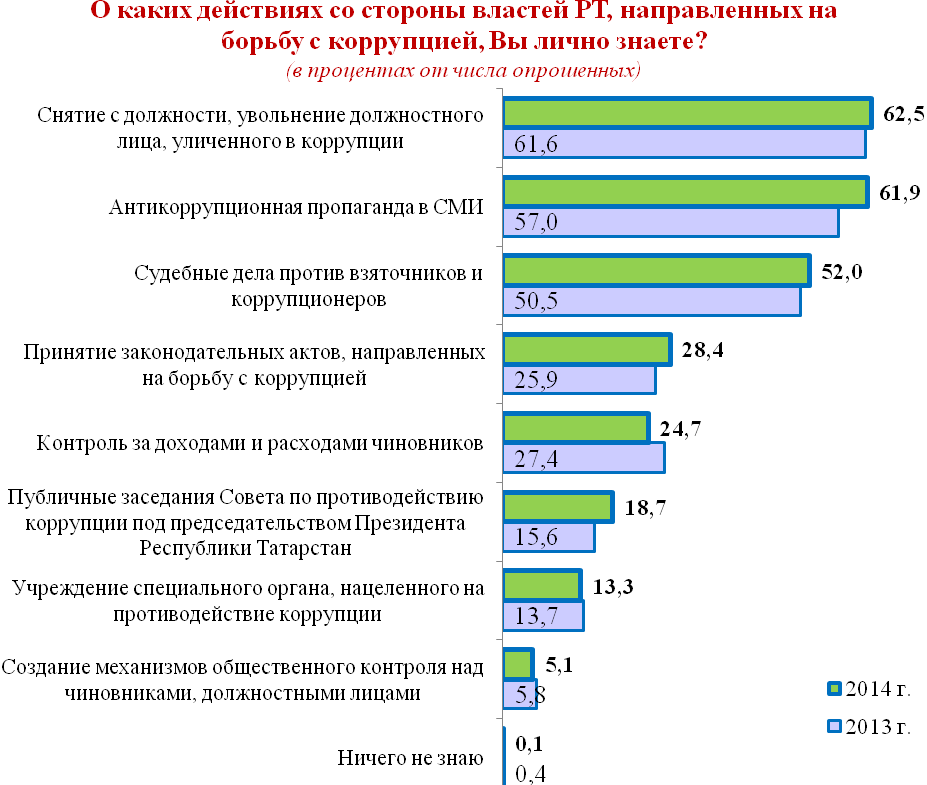 О каких действиях со стороны властей РТ, направленных на
борьбу с коррупцией, Вы лично знаете?
(в процентах от числа опрошенных)
Снятие с должности, увольнение должностного
лица, уличенного в коррупции
62,5
61,6
Антикоррупционная пропаганда в СМИ
61,9
57,0
Судебные дела против взяточников и
коррупционеров
52,0
50,5
Принятие законодательных актов, направленных
на борьбу с коррупцией
28,4
25,9
Контроль за доходами и расходами чиновников
24,7
27,4
Публичные заседания Совета по противодействию
коррупции под председательством Президента
Республики Татарстан
18,7
15,6
Учреждение специального органа, нацеленного на
противодействие коррупции
13,3
13,7
Создание механизмов общественного контроля над
чиновниками, должностными лицами
5,1
5,8
Ничего не знаю
0,1
0,4
2014 г.
2013 г.